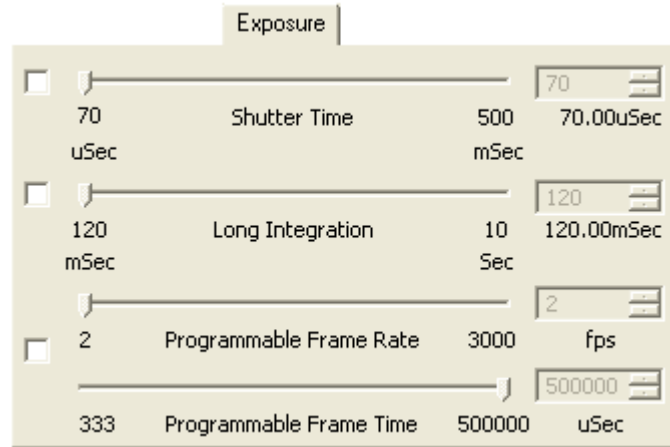 Exposure
70
70 Shutter Time 500 70.00uSec
uSec mSec
120
120 Long Integration 10 120.00mSec
mSec Sec
2
2 Programmable Frame Rate 3000 fps
500000
333 Programmable Frame Time 500000 uSec